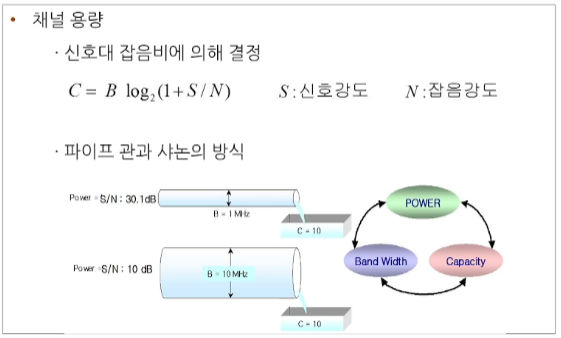 • 채널 용량
· 신호대 잡음비에 의해 결정
C = B log₂(1+S/N) S:신호강도 N:잡음강도
· 파이프 관과 샤논의 방식
Power = S/N : 30.1dB
B = 1 MHz
C = 10
Power =S/N : 10 dB
B = 10 MHz
C = 10
POWER
Band Width
Capacity